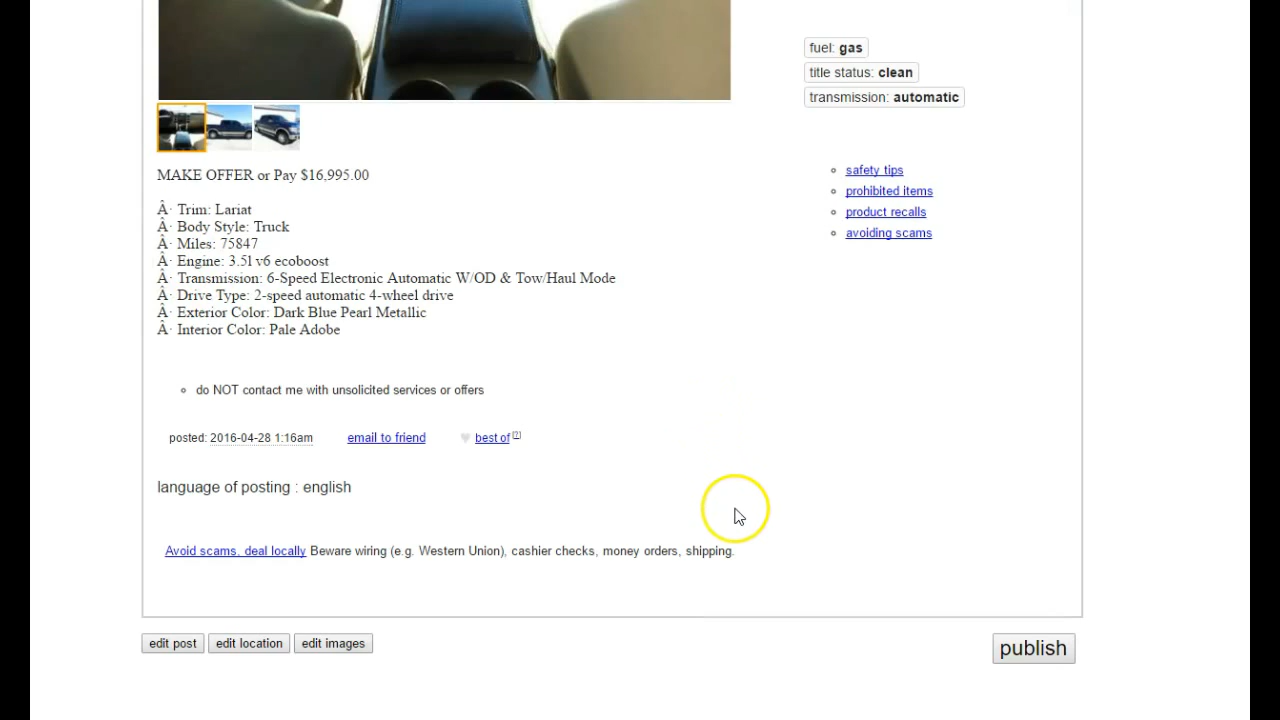 fuel: gas
title status: clean
transmission: automatic
safety tips
prohibited items
product recalls
avoiding scams
MAKE OFFER or Pay $16,995.00
Â· Trim: Lariat
Â· Body Style: Truck
Â· Miles: 75847
Â· Engine: 3.5l v6 ecoboost
Â· Transmission: 6-Speed Electronic Automatic W/OD & Tow/Haul Mode
Â· Drive Type: 2-speed automatic 4-wheel drive
Â· Exterior Color: Dark Blue Pearl Metallic
Â· Interior Color: Pale Adobe
do NOT contact me with unsolicited services or offers
posted: 2016-04-28 1:16am email to friend best of [?]
language of posting : english
Avoid scams, deal locally Beware wiring (e.g. Western Union), cashier checks, money orders, shipping.
edit post edit location edit images publish